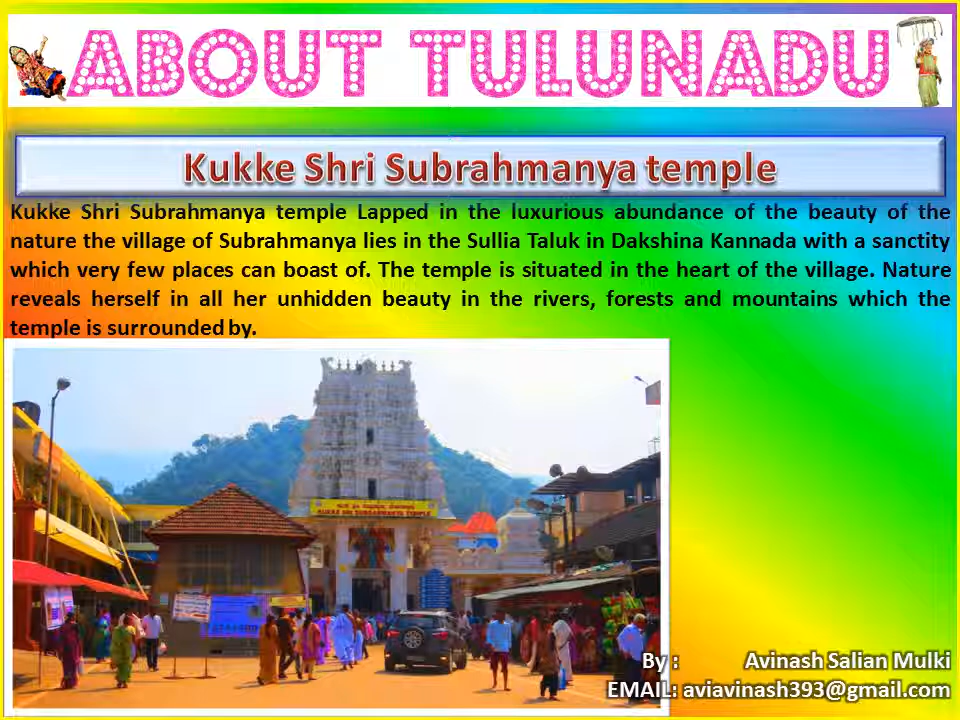 ABOUT TULUNADU
Kukke Shri Subrahmanya temple
Kukke Shri Subrahmanya temple Lapped in the luxurious abundance of the beauty of the
nature the village of Subrahmanya lies in the Sullia Taluk in Dakshina Kannada with a sanctity
which very few places can boast of. The temple is situated in the heart of the village. Nature
reveals herself in all her unhidden beauty in the rivers, forests and mountains which the
temple is surrounded by.
KUKKE SRI SUBRAHMANYA TEMPLE
By : Avinash Salian Mulki
EMAIL: aviavinash393@gmail.com